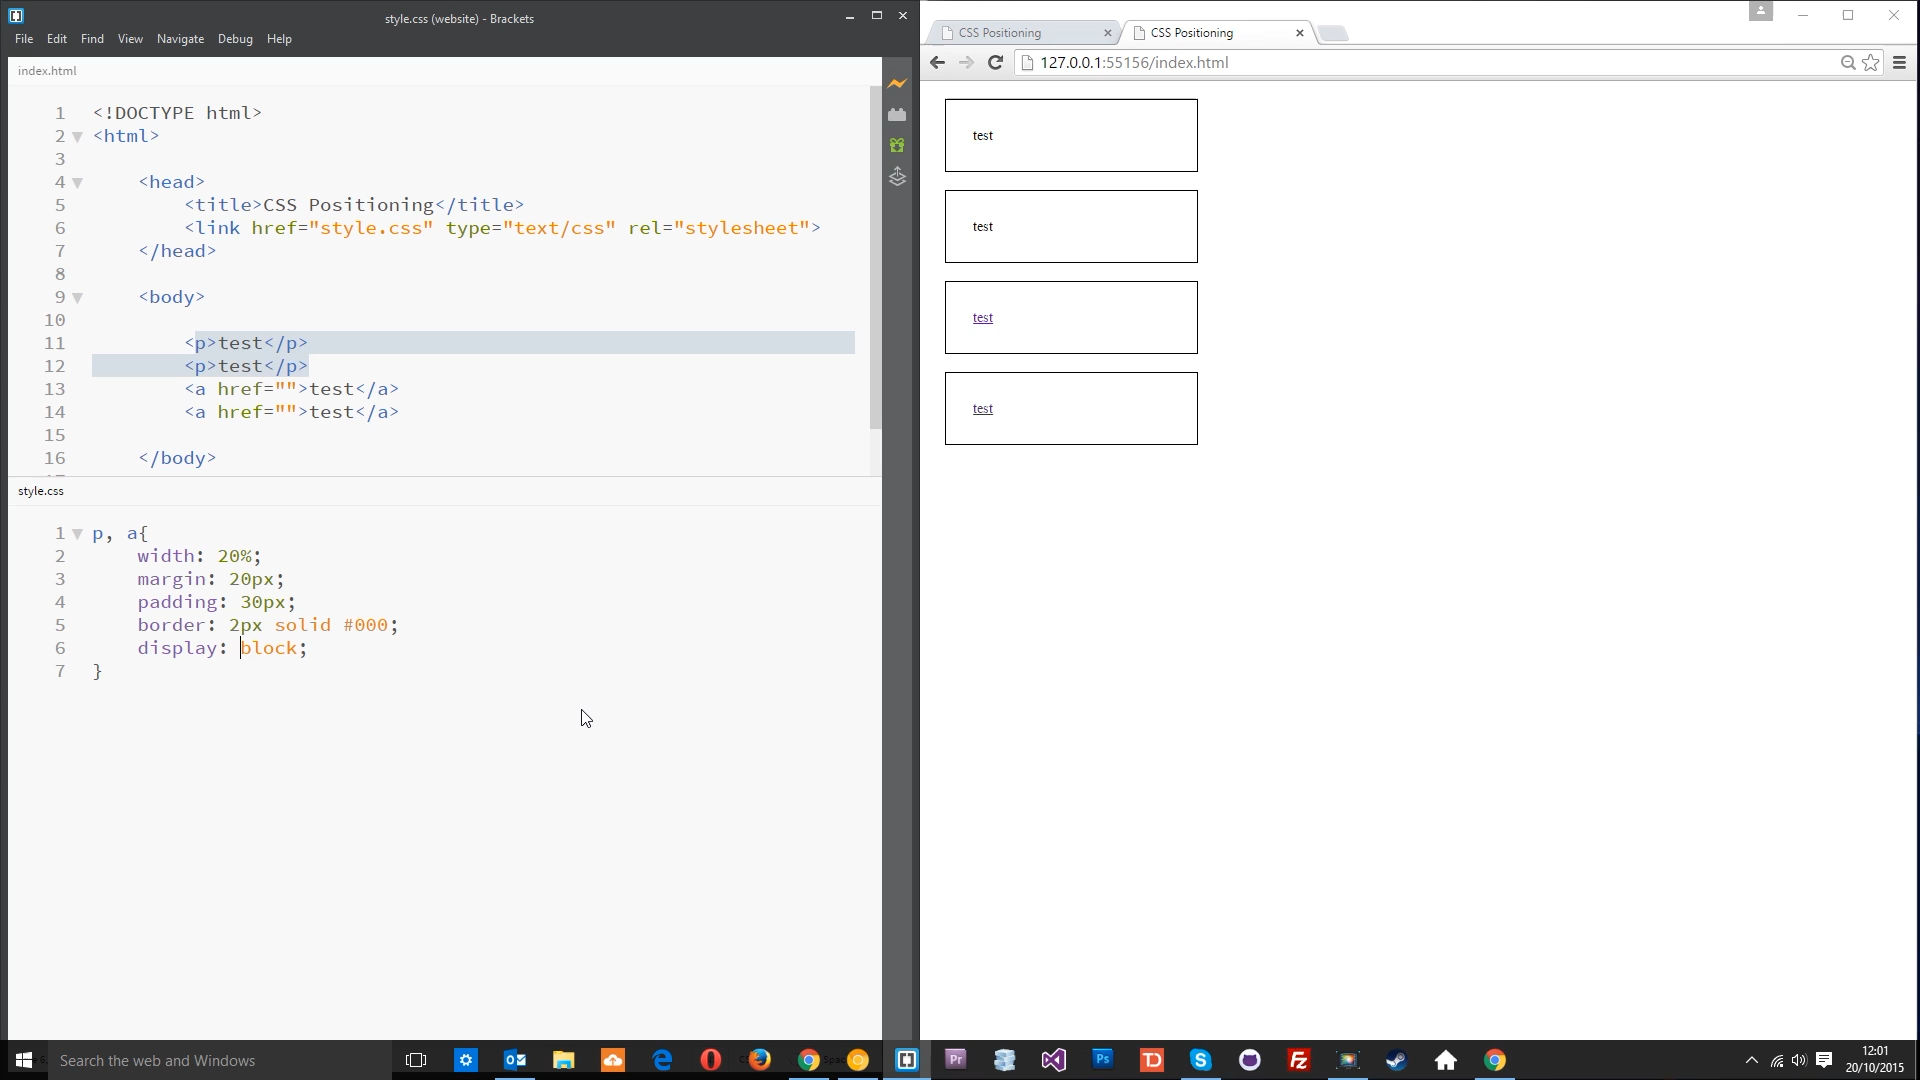 style.css (website) - Brackets
File Edit Find View Navigate Debug Help
index.html
1 <!DOCTYPE html>
2 <html>
3
4 <head>
5 <title>CSS Positioning</title>
6 <link href="style.css" type="text/css" rel="stylesheet">
7 </head>
8
9 <body>
10
11 <p>test</p>
12 <p>test</p>
13 <a href="">test</a>
14 <a href="">test</a>
15
16 </body>
style.css
1 p, a{
2 width: 20%;
3 margin: 20px;
4 padding: 30px;
5 border: 2px solid #000;
6 display: block;
7 }
CSS Positioning
CSS Positioning
127.0.0.1:55156/index.html
test
test
test
test
Search the web and Windows
Pr
Ps
TD
Fz
12:01
20/10/2015